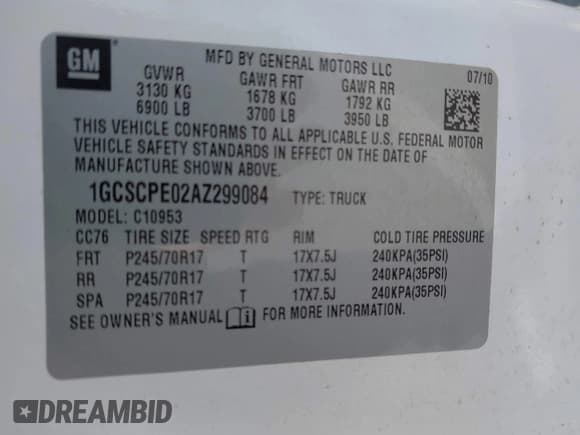 GM
MFD BY GENERAL MOTORS LLC
07/10
GVWR GAWR FRT GAWR RR
3130 KG 1678 KG 1792 KG
6900 LB 3700 LB 3950 LB
THIS VEHICLE CONFORMS TO ALL APPLICABLE U.S. FEDERAL MOTOR
VEHICLE SAFETY STANDARDS IN EFFECT ON THE DATE OF
MANUFACTURE SHOWN ABOVE.
1GCSCPE02AZ299084 TYPE: TRUCK
MODEL: C10953
CC76 TIRE SIZE SPEED RTG RIM COLD TIRE PRESSURE
FRT P245/70R17 T 17X7.5J 240KPA(35PSI)
RR P245/70R17 T 17X7.5J 240KPA(35PSI)
SPA P245/70R17 T 17X7.5J 240KPA(35PSI)
SEE OWNER'S MANUAL FOR MORE INFORMATION.
DREAMBID